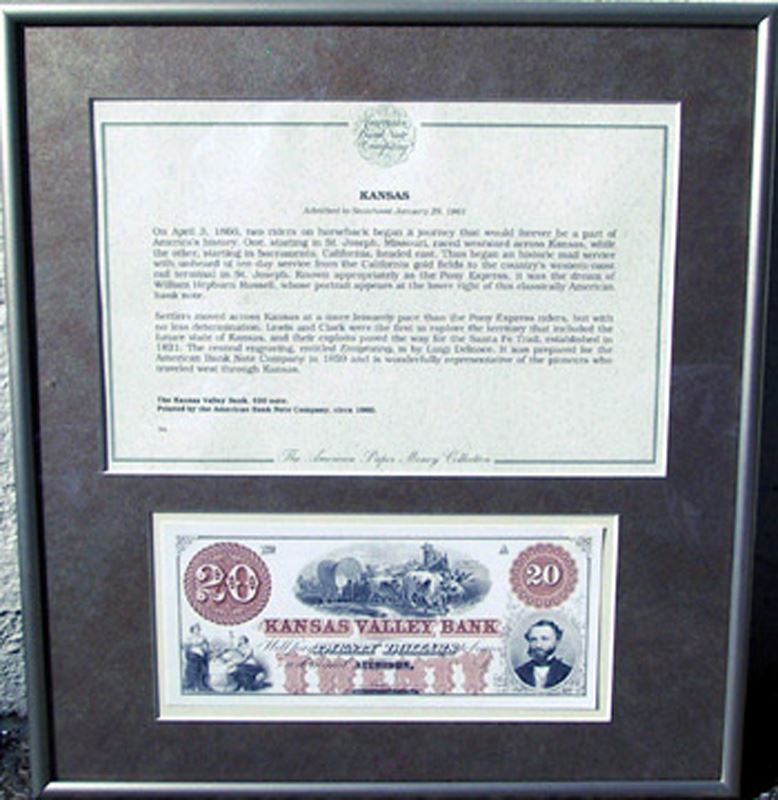 American
Bank Note
Company
KANSAS
Admitted to Statehood January 29, 1861
On April 3, 1860, two riders on horseback began a journey that would forever be a part of
America's history. One, starting in St. Joseph, Missouri, raced westward across Kansas, while
the other, starting in Sacramento, California, headed east. Thus began an historic mail service
with unheard of ten-day service from the California gold fields to the country's western-most
rail terminal in St. Joseph. Known appropriately as the Pony Express, it was the dream of
William Hepburn Russell, whose portrait appears at the lower right of this classically American
bank note.
Settlers moved across Kansas at a more leisurely pace than the Pony Express riders, but with
no less determination. Lewis and Clark were the first to explore the territory that included the
future state of Kansas, and their exploits paved the way for the Santa Fe Trail, established in
1821. The central engraving, entitled Emigrating, is by Luigi Delnoce. It was prepared for the
American Bank Note Company in 1859 and is wonderfully representative of the pioneers who
traveled west through Kansas.
The Kansas Valley Bank, $20 note.
Printed by the American Bank Note Company, circa 1860.
The American Paper Money Collection
20 A 20
KANSAS VALLEY BANK
TWENTY DOLLARS
ATCHISON,
TWENTY